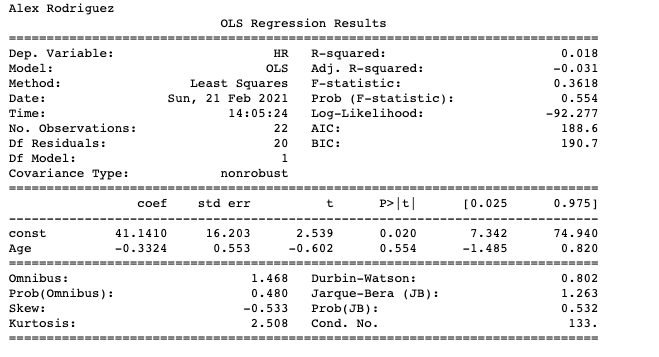 Alex Rodriguez
OLS Regression Results
==============================================================================
Dep. Variable: HR R-squared: 0.018
Model: OLS Adj. R-squared: -0.031
Method: Least Squares F-statistic: 0.3618
Date: Sun, 21 Feb 2021 Prob (F-statistic): 0.554
Time: 14:05:24 Log-Likelihood: -92.277
No. Observations: 22 AIC: 188.6
Df Residuals: 20 BIC: 190.7
Df Model: 1
Covariance Type: nonrobust
==============================================================================
coef std err t P>|t| [0.025 0.975]
------------------------------------------------------------------------------
const 41.1410 16.203 2.539 0.020 7.342 74.940
Age -0.3324 0.553 -0.602 0.554 -1.485 0.820
==============================================================================
Omnibus: 1.468 Durbin-Watson: 0.802
Prob(Omnibus): 0.480 Jarque-Bera (JB): 1.263
Skew: -0.533 Prob(JB): 0.532
Kurtosis: 2.508 Cond. No. 133.
==============================================================================